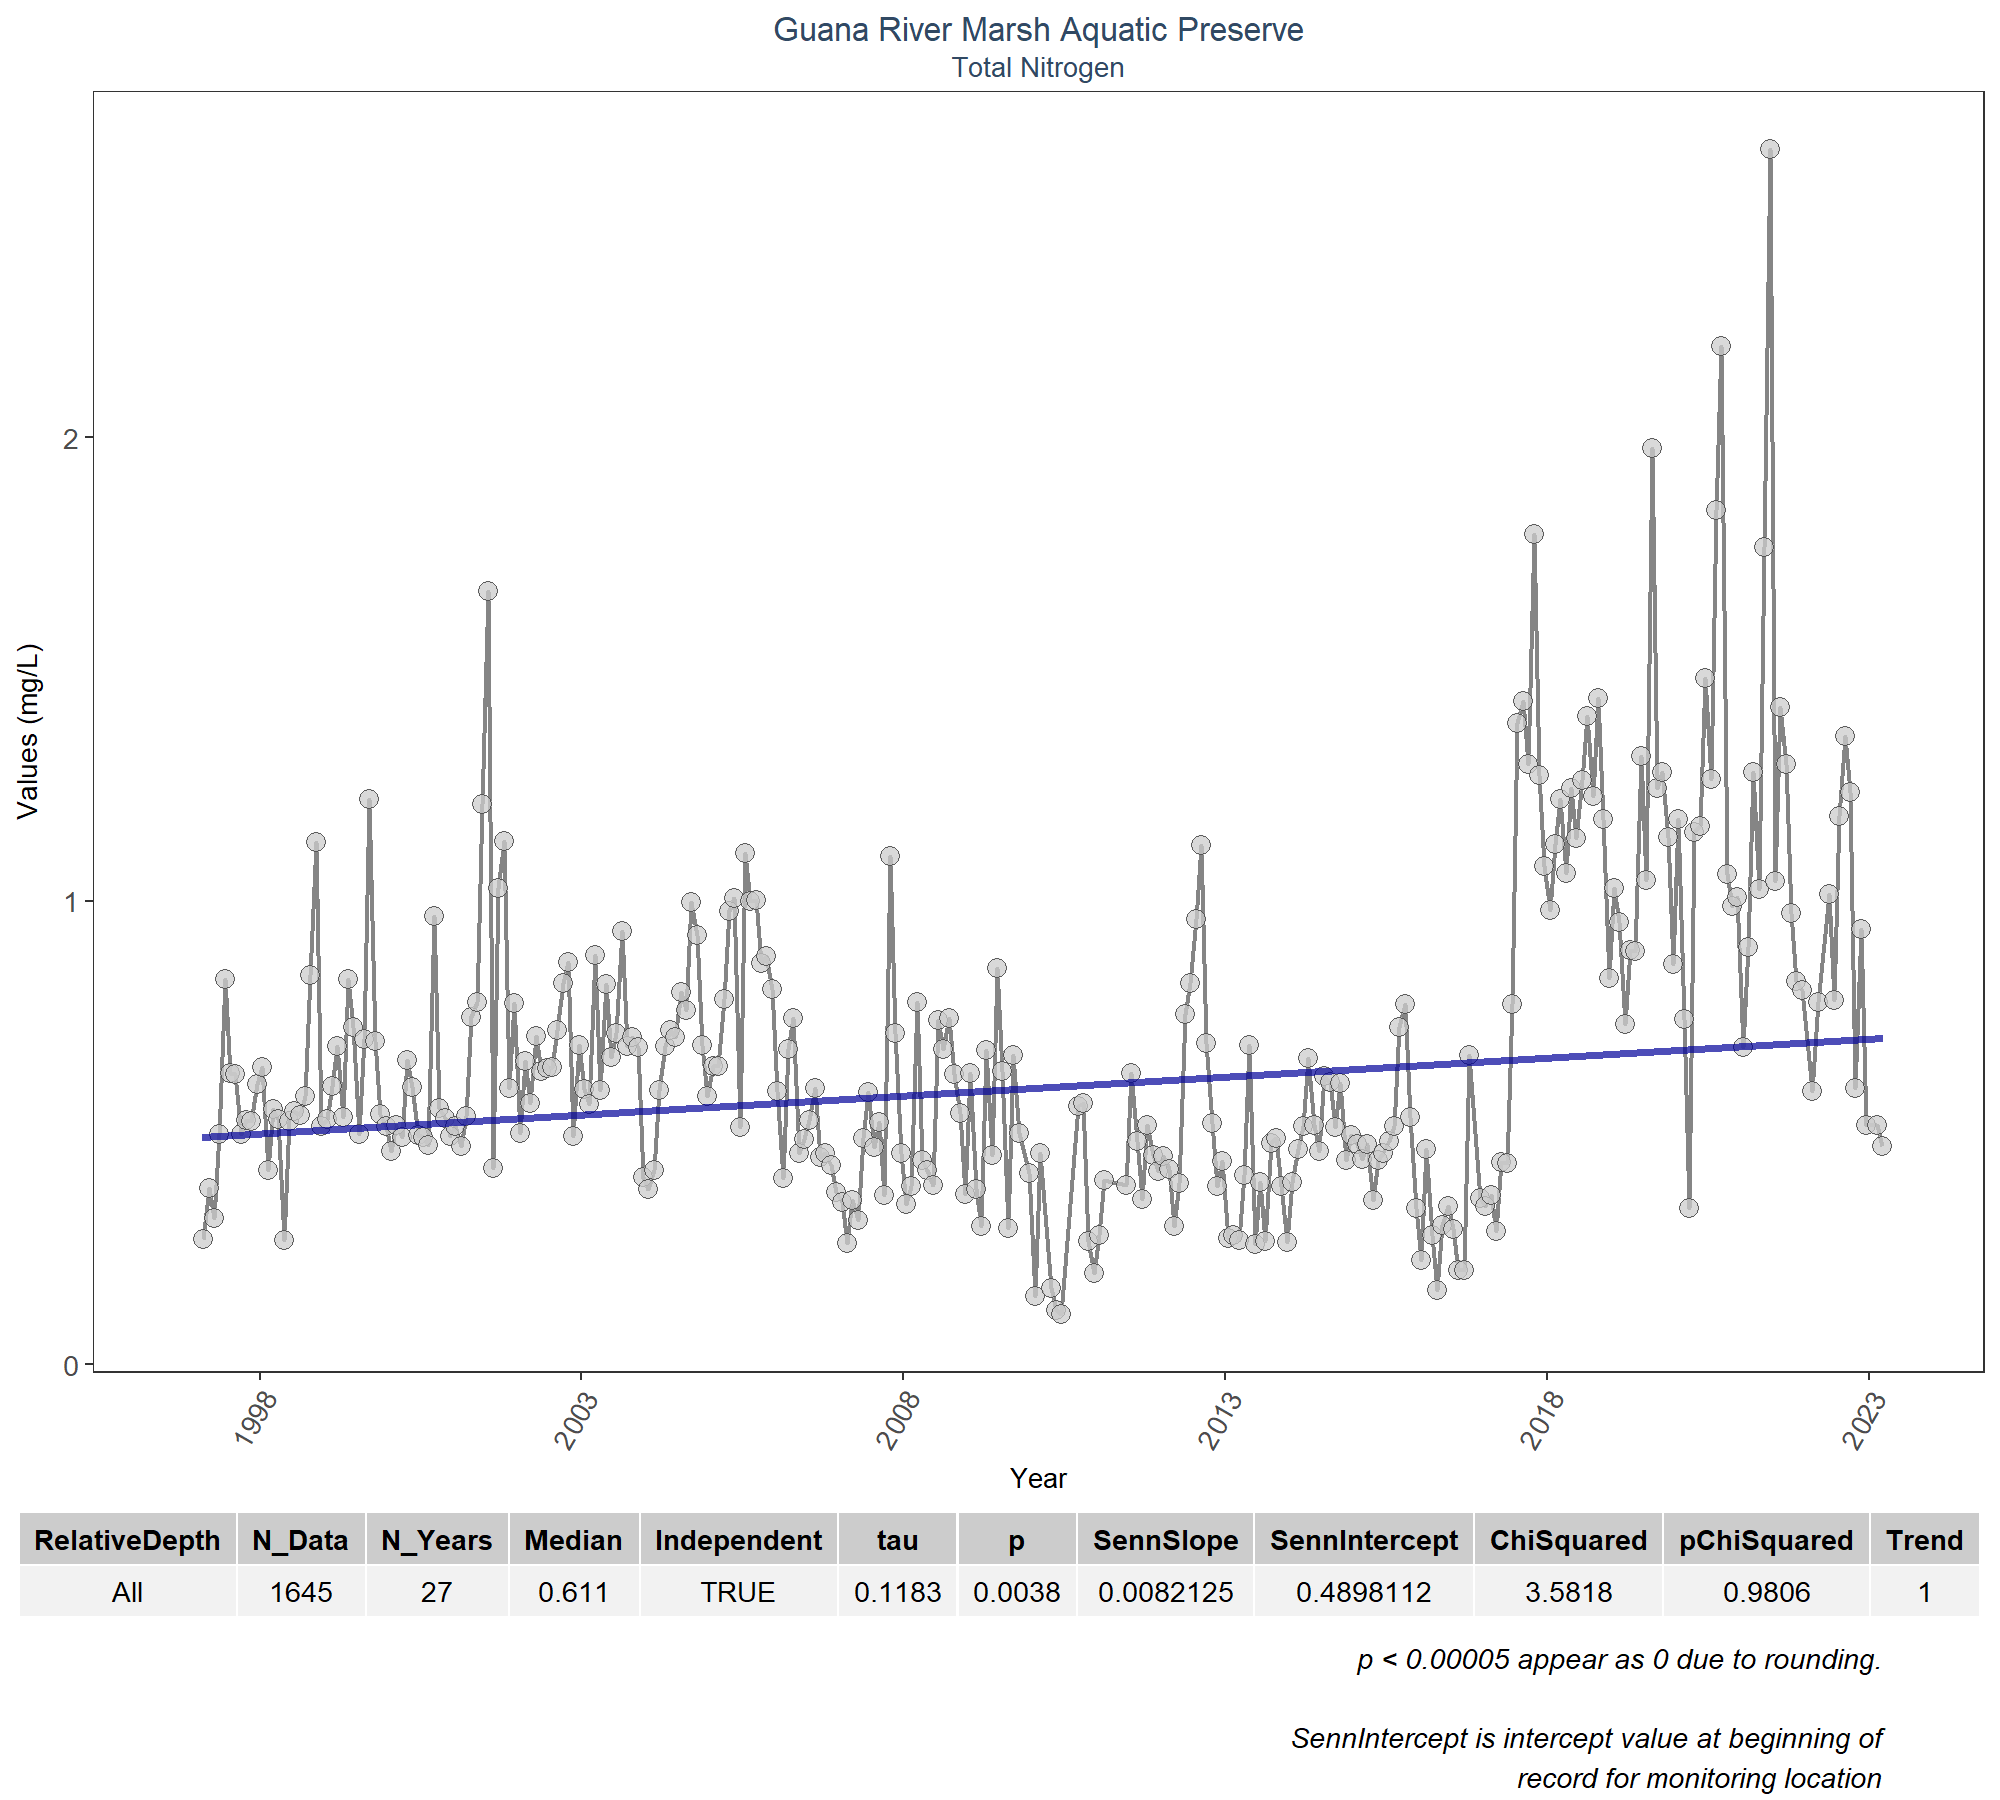 Guana River Marsh Aquatic Preserve
Total Nitrogen
Values (mg/L)
2
1
0
1998 2003 2008 2013 2018 2023
Year
RelativeDepth N_Data N_Years Median Independent tau p SennSlope SennIntercept ChiSquared pChiSquared Trend
All 1645 27 0.611 TRUE 0.1183 0.0038 0.0082125 0.4898112 3.5818 0.9806 1
p < 0.00005 appear as 0 due to rounding.
SennIntercept is intercept value at beginning of
record for monitoring location